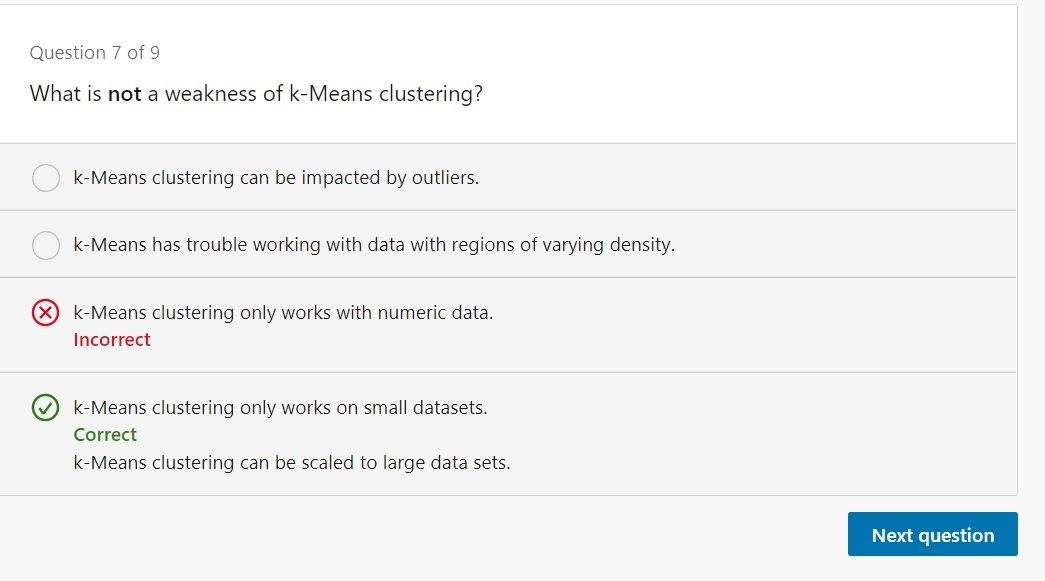 Question 7 of 9
What is not a weakness of k-Means clustering?
k-Means clustering can be impacted by outliers.
k-Means has trouble working with data with regions of varying density.
k-Means clustering only works with numeric data.
Incorrect
k-Means clustering only works on small datasets.
Correct
k-Means clustering can be scaled to large data sets.
Next question